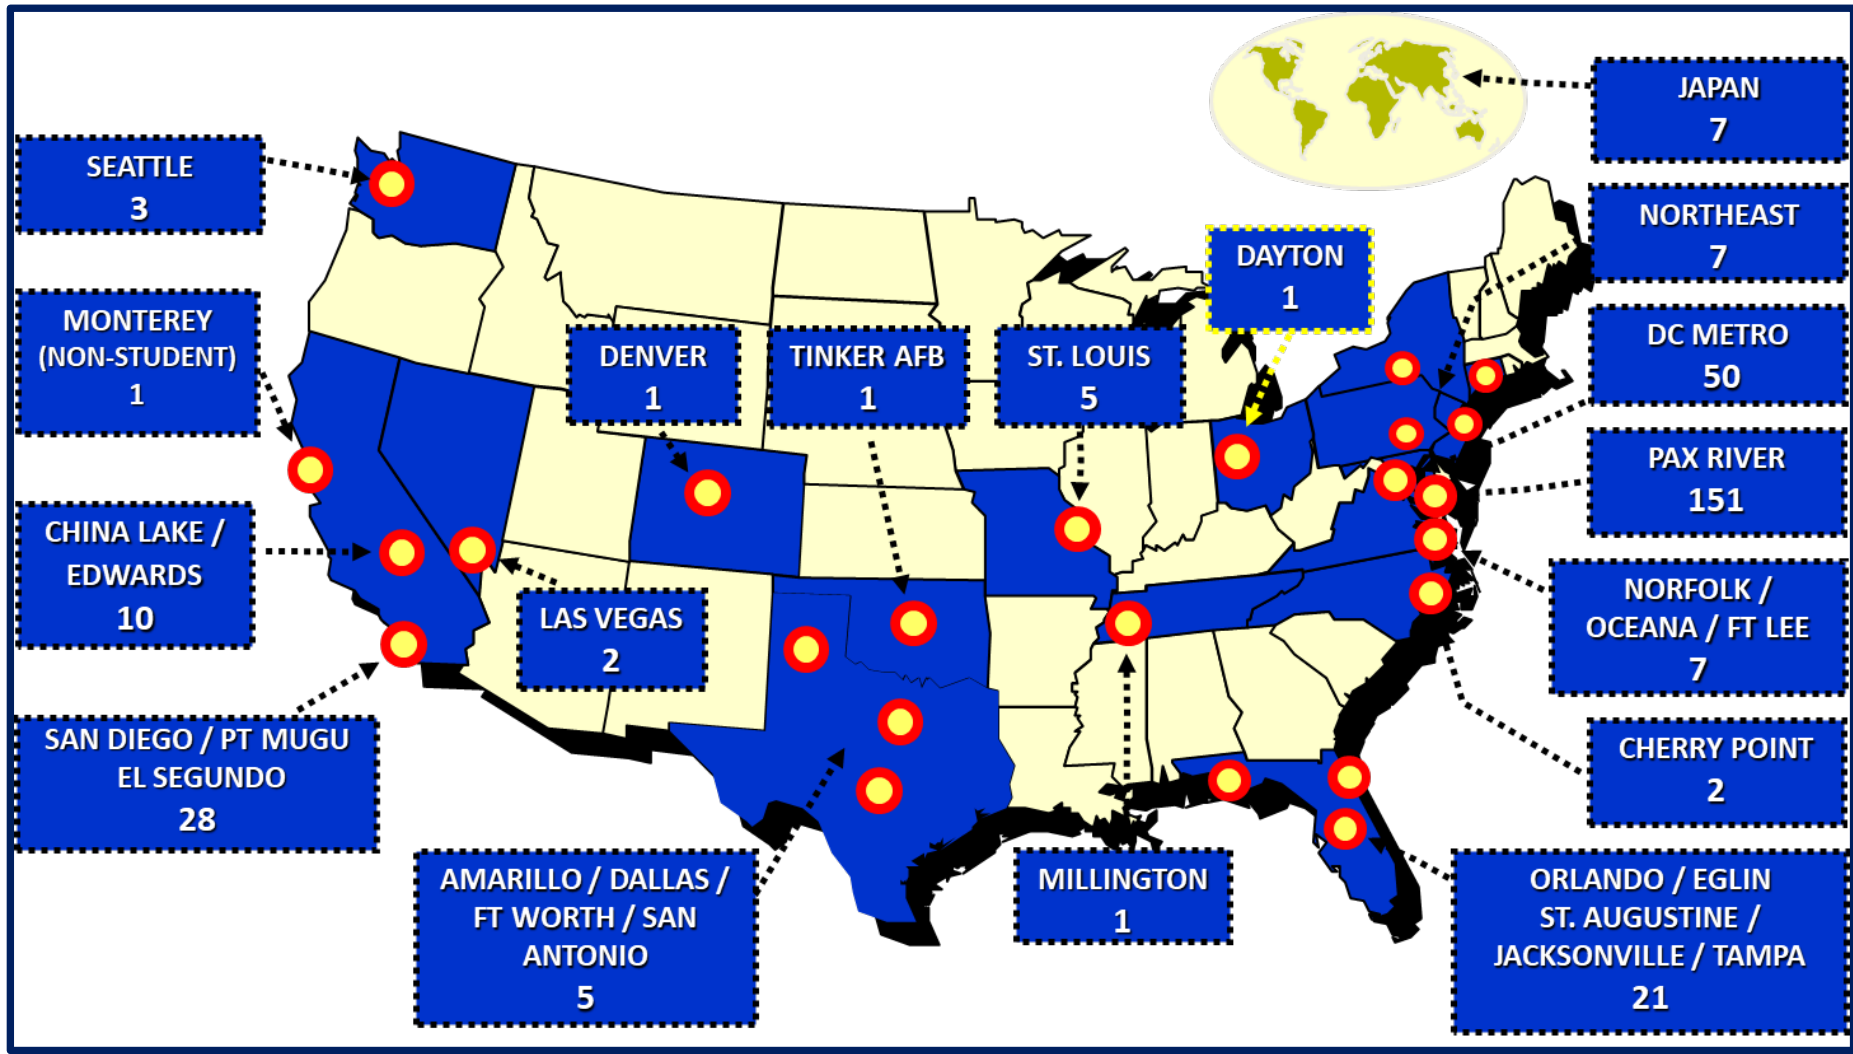 JAPAN
7
SEATTLE
3
NORTHEAST
7
DAYTON
1
MONTEREY
(NON-STUDENT)
1
DENVER
1
TINKER AFB
1
ST. LOUIS
5
DC METRO
50
PAX RIVER
151
CHINA LAKE /
EDWARDS
10
LAS VEGAS
2
NORFOLK /
OCEANA / FT LEE
7
SAN DIEGO / PT MUGU
EL SEGUNDO
28
CHERRY POINT
2
AMARILLO / DALLAS /
FT WORTH / SAN
ANTONIO
5
MILLINGTON
1
ORLANDO / EGLIN
ST. AUGUSTINE /
JACKSONVILLE / TAMPA
21